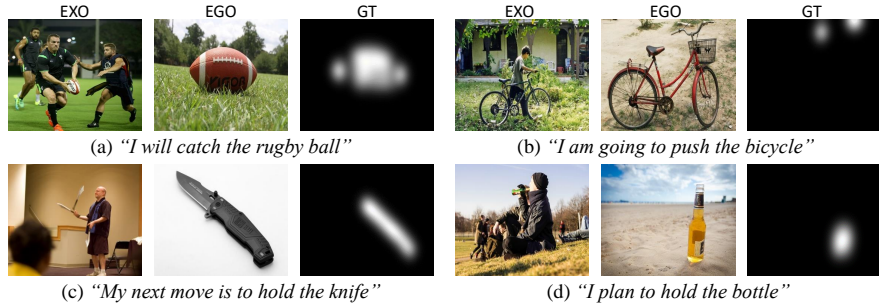 EXO EGO GT EXO EGO GT
(a) “I will catch the rugby ball” (b) “I am going to push the bicycle”
(c) “My next move is to hold the knife” (d) “I plan to hold the bottle”